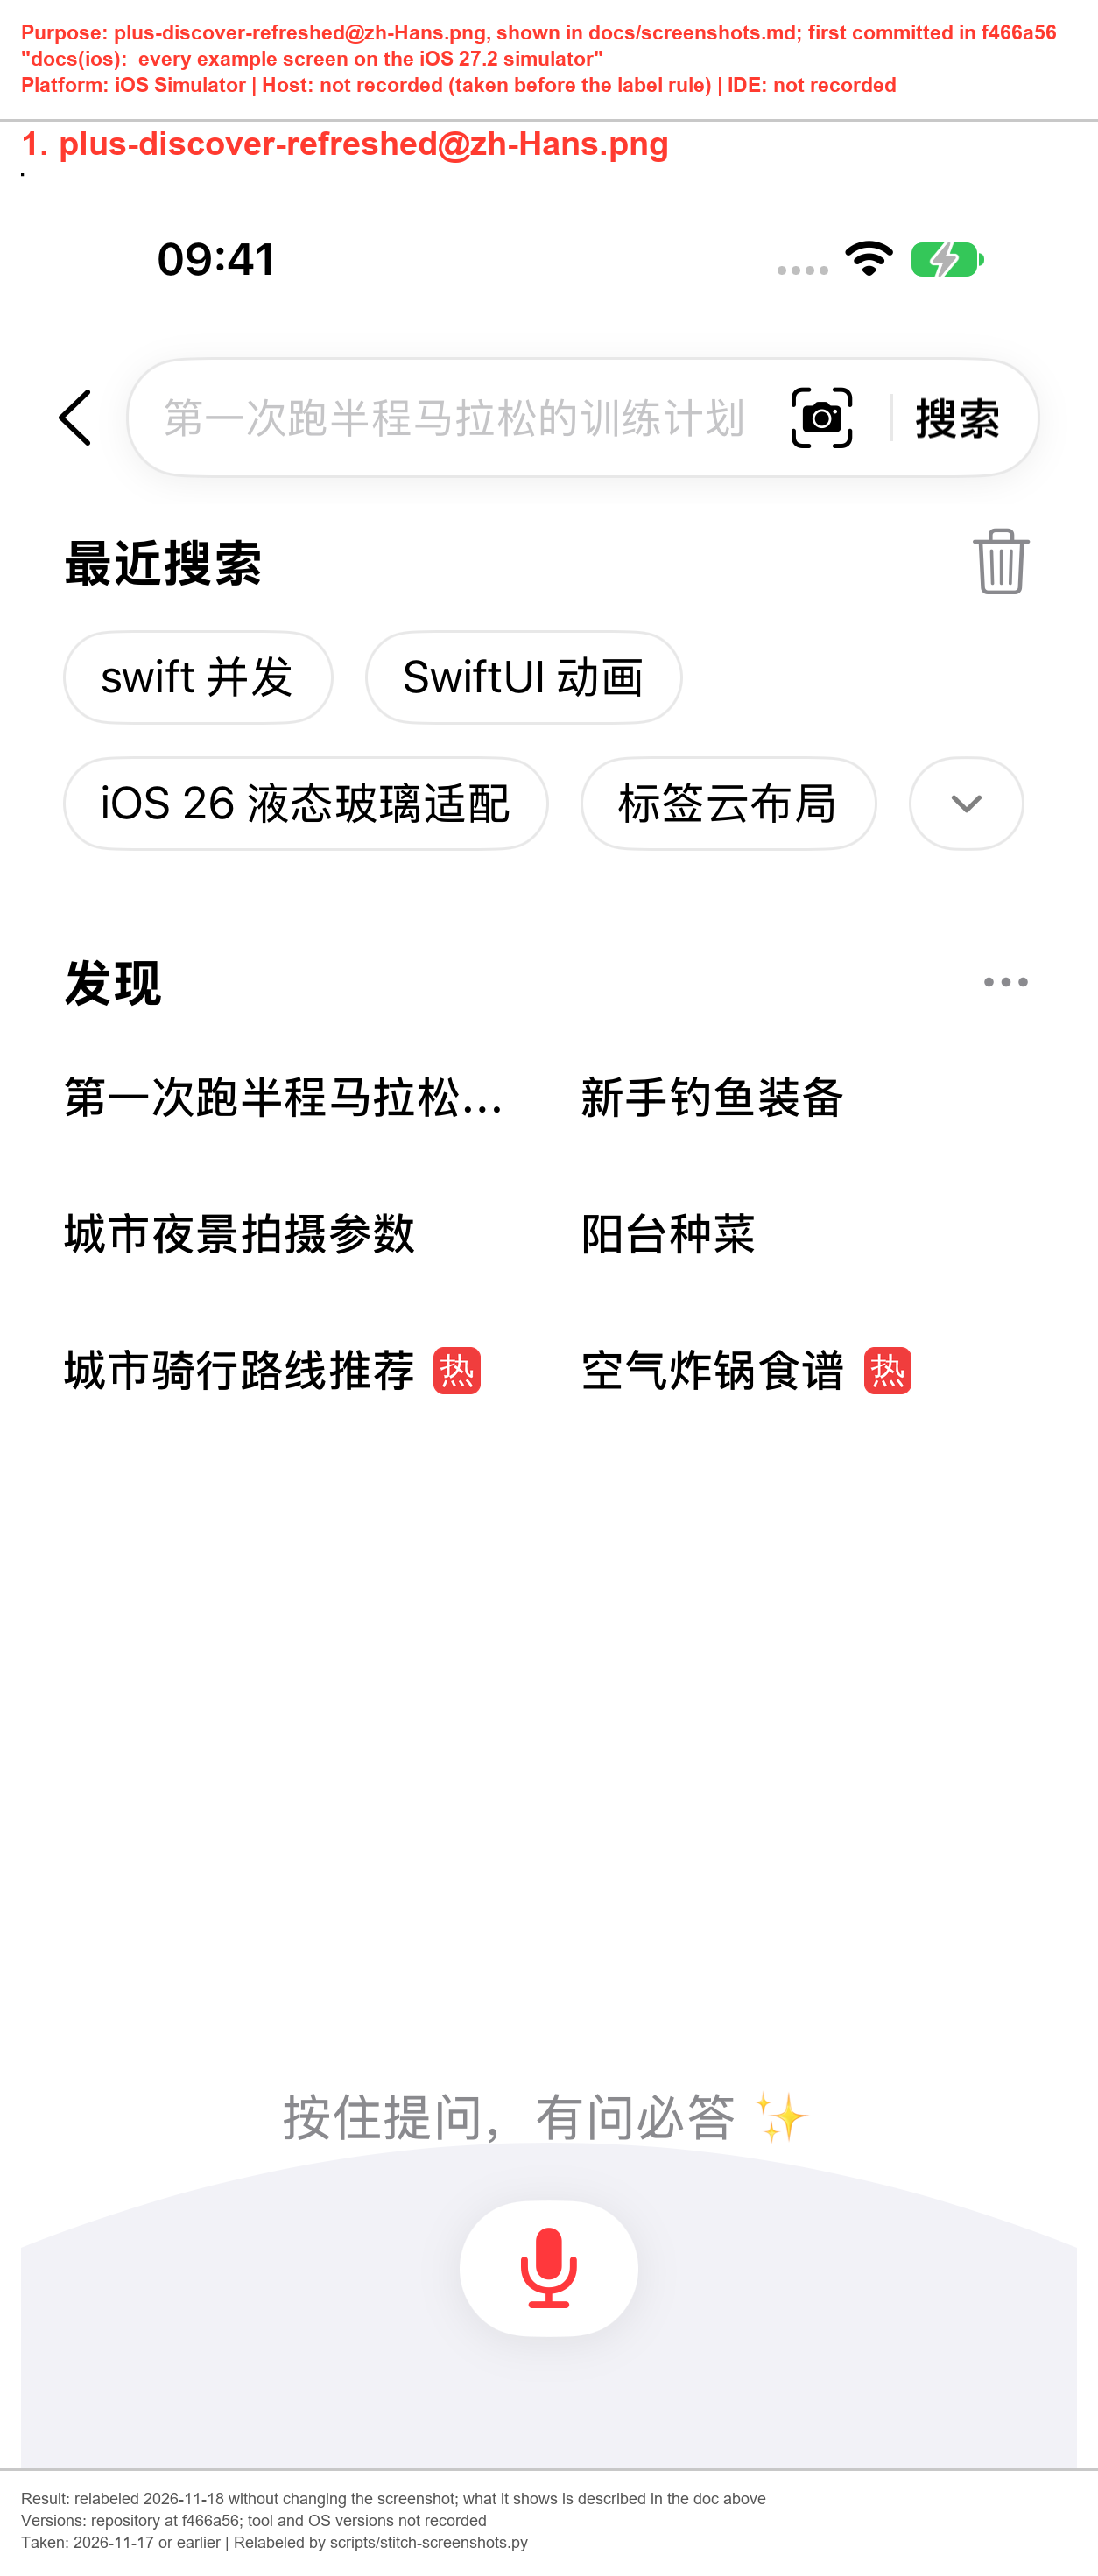 Purpose: plus-discover-refreshed@zh-Hans.png, shown in docs/screenshots.md; first committed in f466a56
"docs(ios):  every example screen on the iOS 27.2 simulator"
Platform: iOS Simulator | Host: not recorded (taken before the label rule) | IDE: not recorded
1. plus-discover-refreshed@zh-Hans.png
09:41
第一次跑半程马拉松的训练计划 搜索
最近搜索
swift 并发 SwiftUI 动画
iOS 26 液态玻璃适配 标签云布局
发现
第一次跑半程马拉松... 新手钓鱼装备
城市夜景拍摄参数 阳台种菜
城市骑行路线推荐 热 空气炸锅食谱 热
按住提问，有问必答 ✨
Result: relabeled 2026-11-18 without changing the screenshot; what it shows is described in the doc above
Versions: repository at f466a56; tool and OS versions not recorded
Taken: 2026-11-17 or earlier | Relabeled by scripts/stitch-screenshots.py